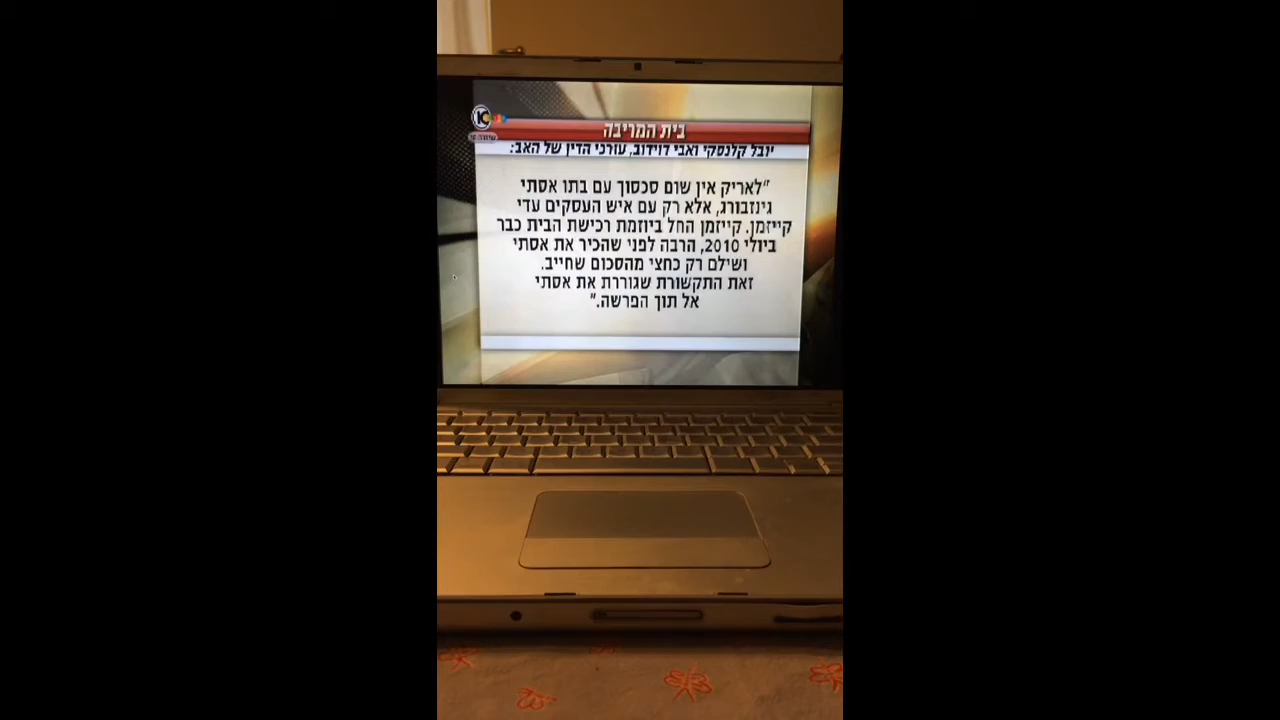 בית המריבה
יובל קלנסקי ואבי דוידוב, עורכי הדין של האב:
"לאריק אין שום סכסוך עם בתו אסתי
גינזבורג, אלא רק עם איש העסקים עדי
קייזמן. קייזמן החל ביוזמת רכישת הבית כבר
ביולי 2010, הרבה לפני שהכיר את אסתי
ושילם רק כחצי מהסכום שחייב.
זאת התקשורת שגוררת את אסתי
אל תוך הפרשה."